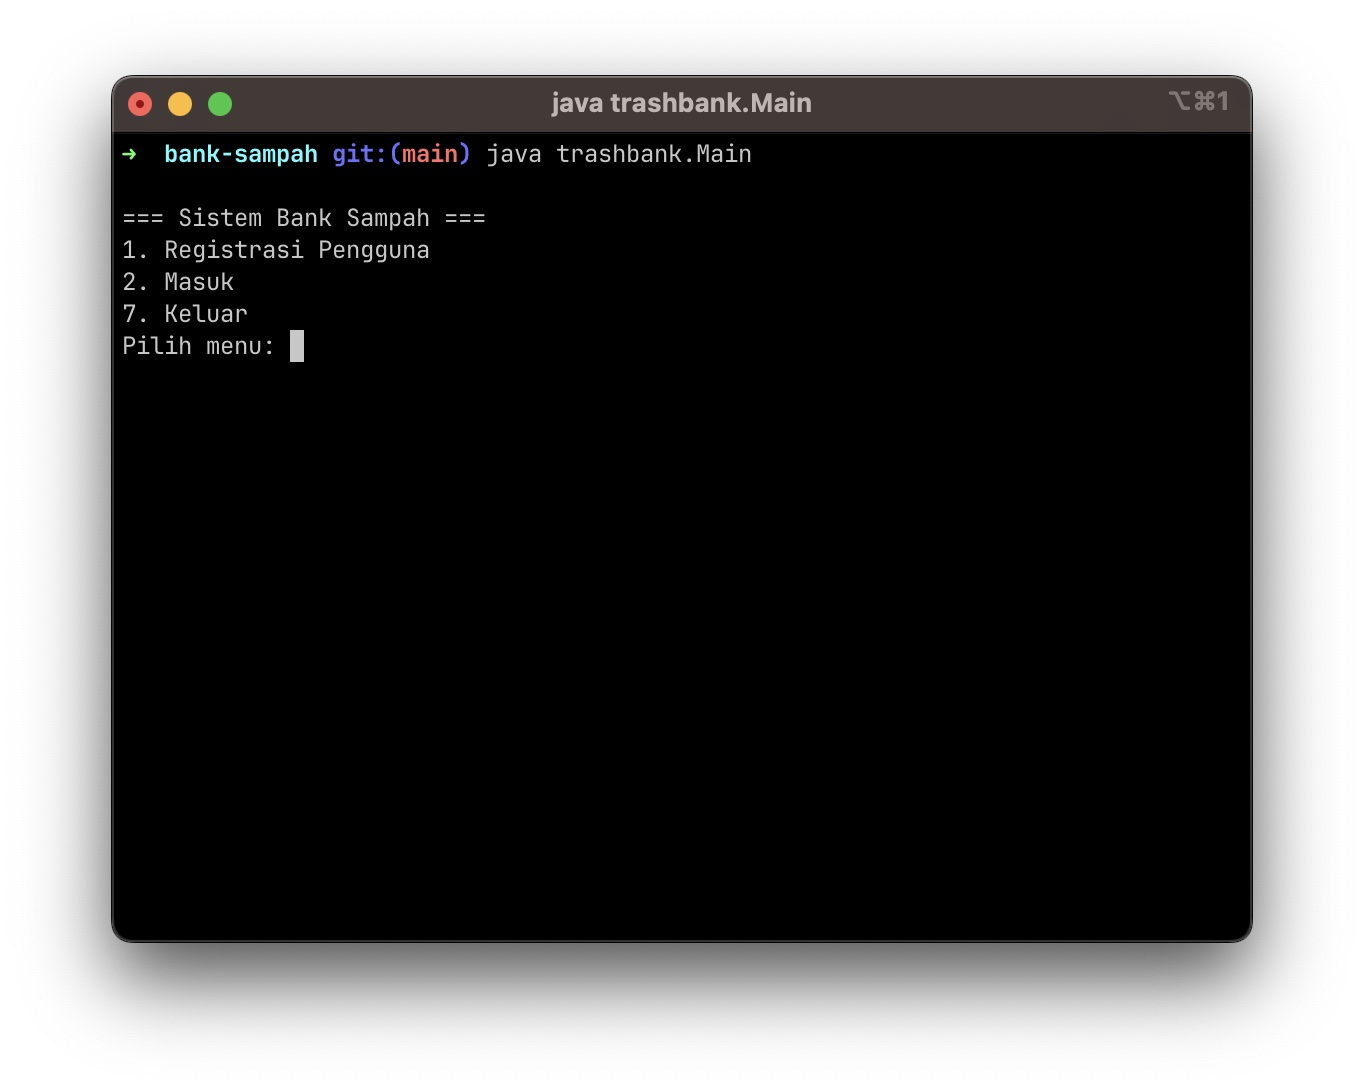 java trashbank.Main
⌥⌘1
➜ bank-sampah git:(main) java trashbank.Main
=== Sistem Bank Sampah ===
1. Registrasi Pengguna
2. Masuk
7. Keluar
Pilih menu: